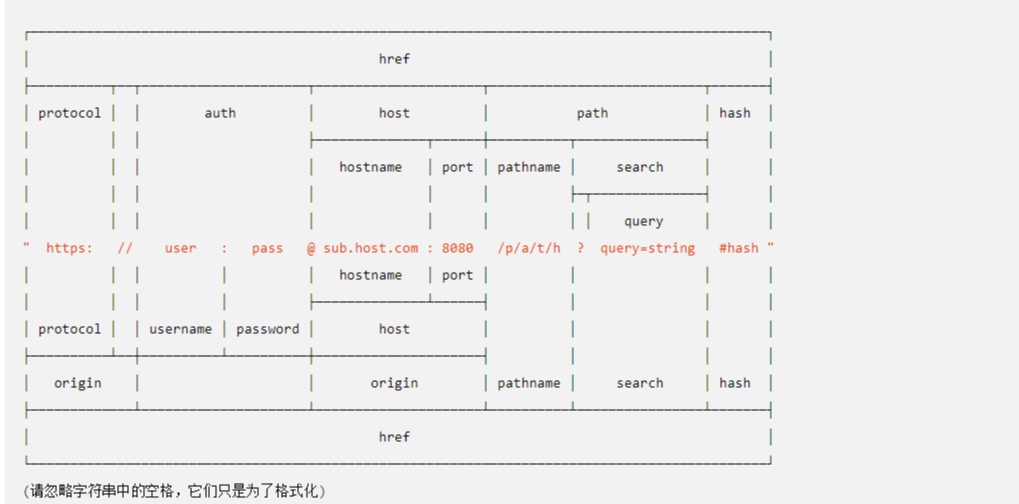 href
protocol auth host path hash
hostname port pathname search
query
" https: // user : pass @ sub.host.com : 8080 /p/a/t/h ? query=string #hash "
hostname port
protocol username password host
origin origin pathname search hash
href
(请忽略字符串中的空格，它们只是为了格式化)